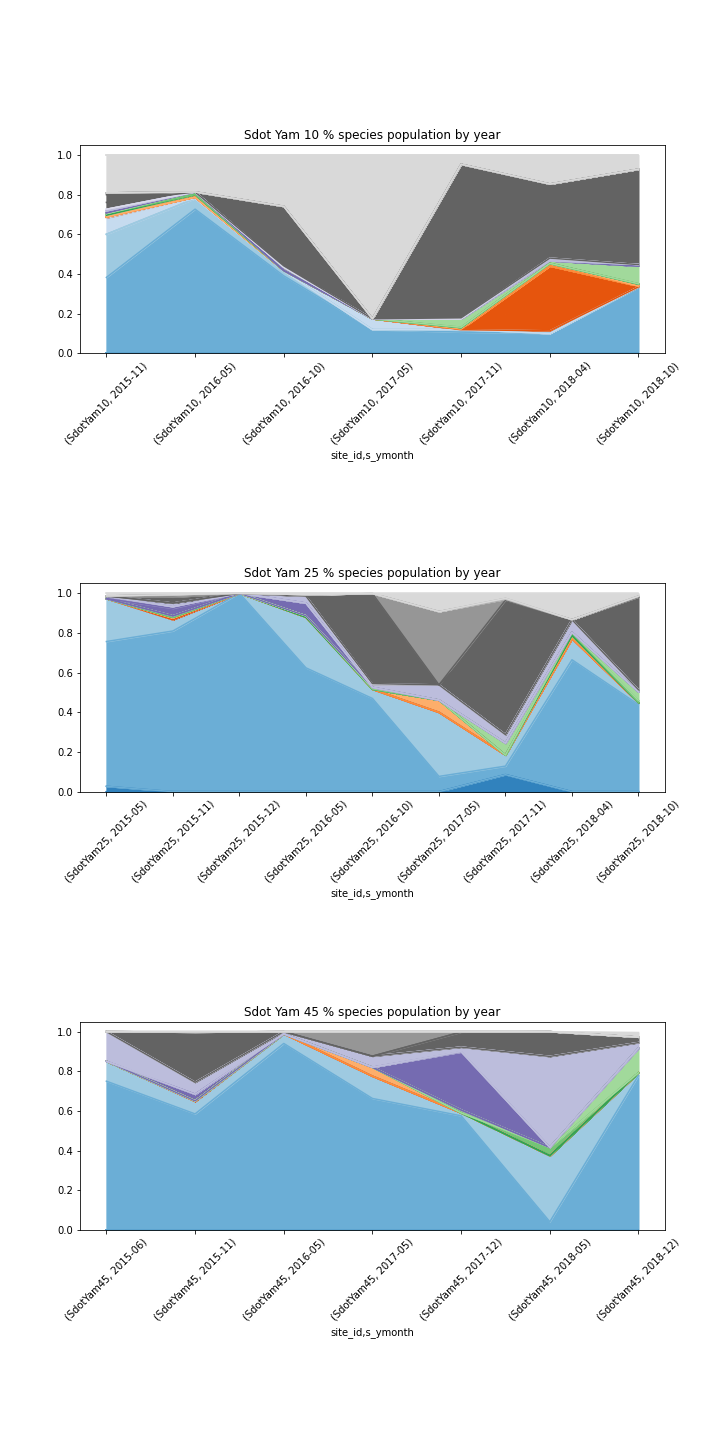 Sdot Yam 10 % species population by year
1.0
0.8
0.6
0.4
0.2
0.0
(SdotYam10, 2015-11)
(SdotYam10, 2016-05)
(SdotYam10, 2016-10)
(SdotYam10, 2017-05)
(SdotYam10, 2017-11)
(SdotYam10, 2018-04)
(SdotYam10, 2018-10)
site_id,s_ymonth
Sdot Yam 25 % species population by year
1.0
0.8
0.6
0.4
0.2
0.0
(SdotYam25, 2015-05)
(SdotYam25, 2015-11)
(SdotYam25, 2015-12)
(SdotYam25, 2016-05)
(SdotYam25, 2016-10)
(SdotYam25, 2017-05)
(SdotYam25, 2017-11)
(SdotYam25, 2018-04)
(SdotYam25, 2018-10)
site_id,s_ymonth
Sdot Yam 45 % species population by year
1.0
0.8
0.6
0.4
0.2
0.0
(SdotYam45, 2015-06)
(SdotYam45, 2015-11)
(SdotYam45, 2016-05)
(SdotYam45, 2017-05)
(SdotYam45, 2017-12)
(SdotYam45, 2018-05)
(SdotYam45, 2018-12)
site_id,s_ymonth